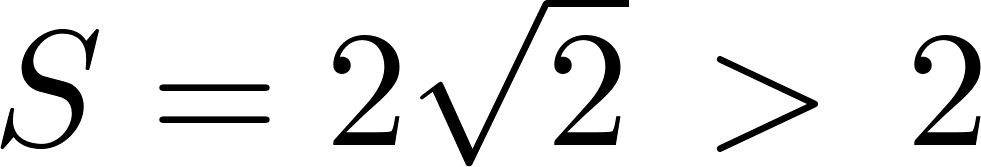 S = 2√2 > 2